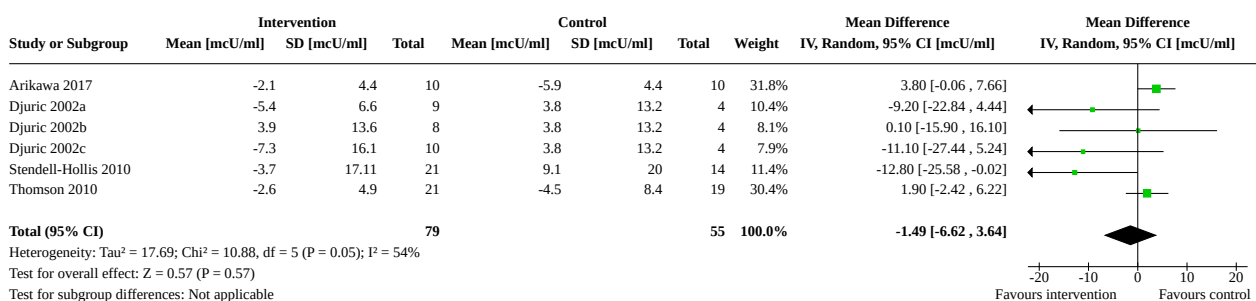 Intervention Control Mean Difference Mean Difference
Study or Subgroup Mean [mcU/ml] SD [mcU/ml] Total Mean [mcU/ml] SD [mcU/ml] Total Weight IV, Random, 95% CI [mcU/ml] IV, Random, 95% CI [mcU/ml]
Arikawa 2017 -2.1 4.4 10 -5.9 4.4 10 31.8% 3.80 [-0.06 , 7.66]
Djuric 2002a -5.4 6.6 9 3.8 13.2 4 10.4% -9.20 [-22.84 , 4.44]
Djuric 2002b 3.9 13.6 8 3.8 13.2 4 8.1% 0.10 [-15.90 , 16.10]
Djuric 2002c -7.3 16.1 10 3.8 13.2 4 7.9% -11.10 [-27.44 , 5.24]
Stendell-Hollis 2010 -3.7 17.11 21 9.1 20 14 11.4% -12.80 [-25.58 , -0.02]
Thomson 2010 -2.6 4.9 21 -4.5 8.4 19 30.4% 1.90 [-2.42 , 6.22]
Total (95% CI) 79 55 100.0% -1.49 [-6.62 , 3.64]
Heterogeneity: Tau² = 17.69; Chi² = 10.88, df = 5 (P = 0.05); I² = 54%
Test for overall effect: Z = 0.57 (P = 0.57) -20 -10 0 10 20
Test for subgroup differences: Not applicable Favours intervention Favours control